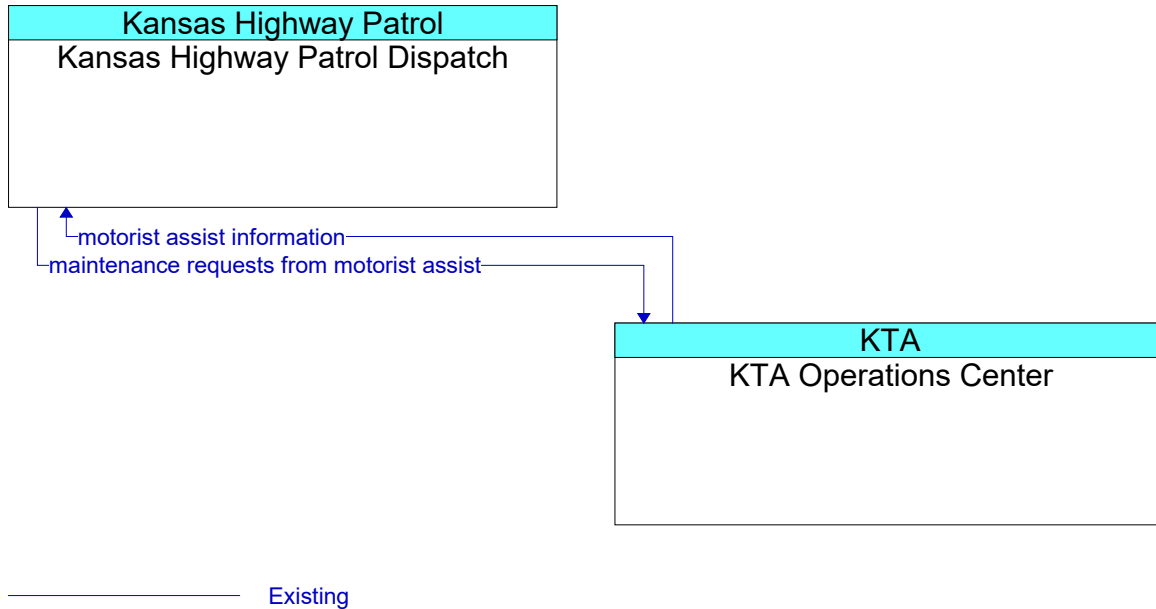 Kansas Highway Patrol
Kansas Highway Patrol Dispatch
motorist assist information
maintenance requests from motorist assist
KTA
KTA Operations Center
Existing